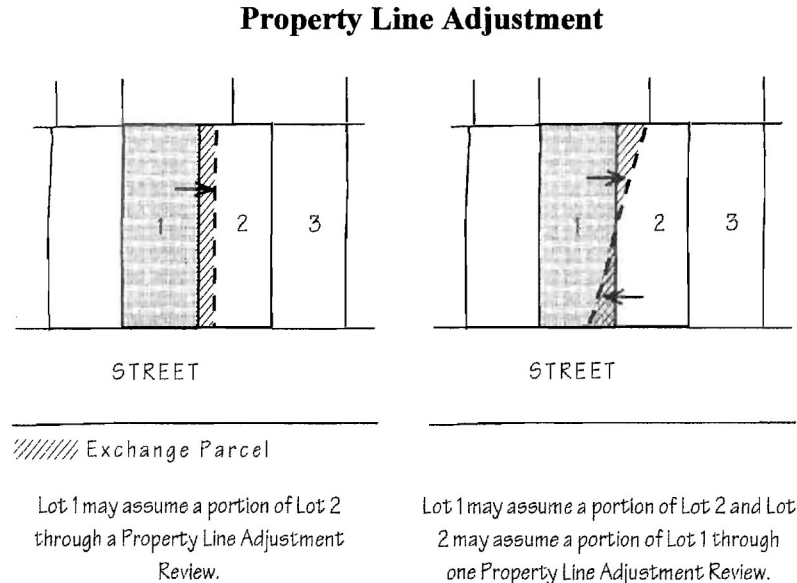 Property Line Adjustment
1 2 3
1 2 3
STREET
STREET
Exchange Parcel
Lot 1 may assume a portion of Lot 2
through a Property Line Adjustment
Review.
Lot 1 may assume a portion of Lot 2 and Lot
2 may assume a portion of Lot 1 through
one Property Line Adjustment Review.